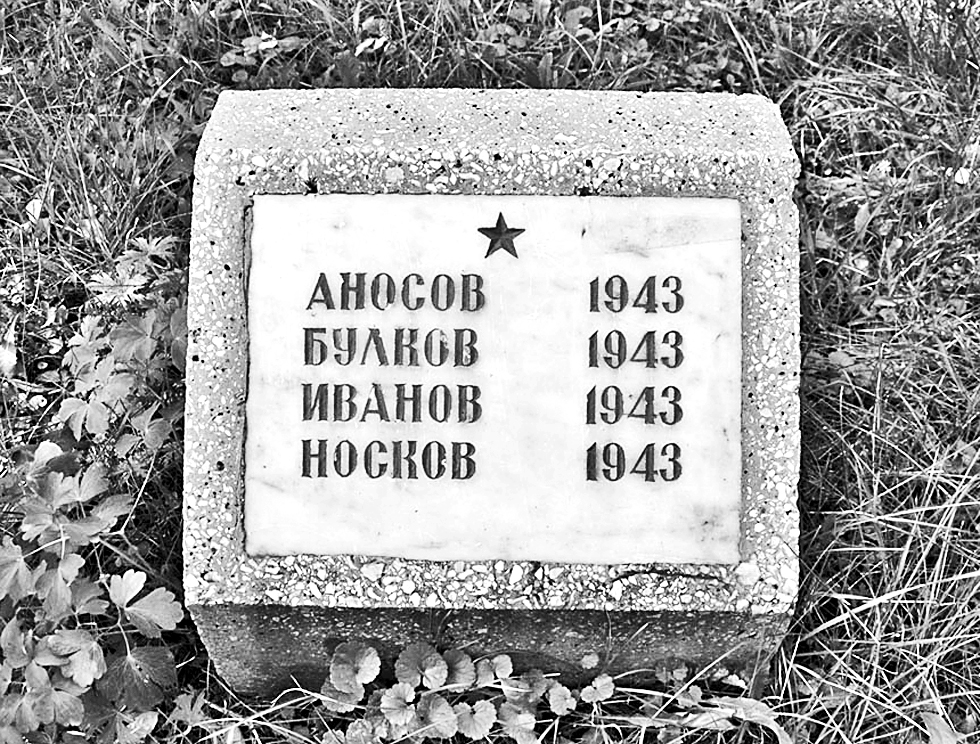 АНОСОВ 1943
БУЛКОВ 1943
ИВАНОВ 1943
НОСКОВ 1943